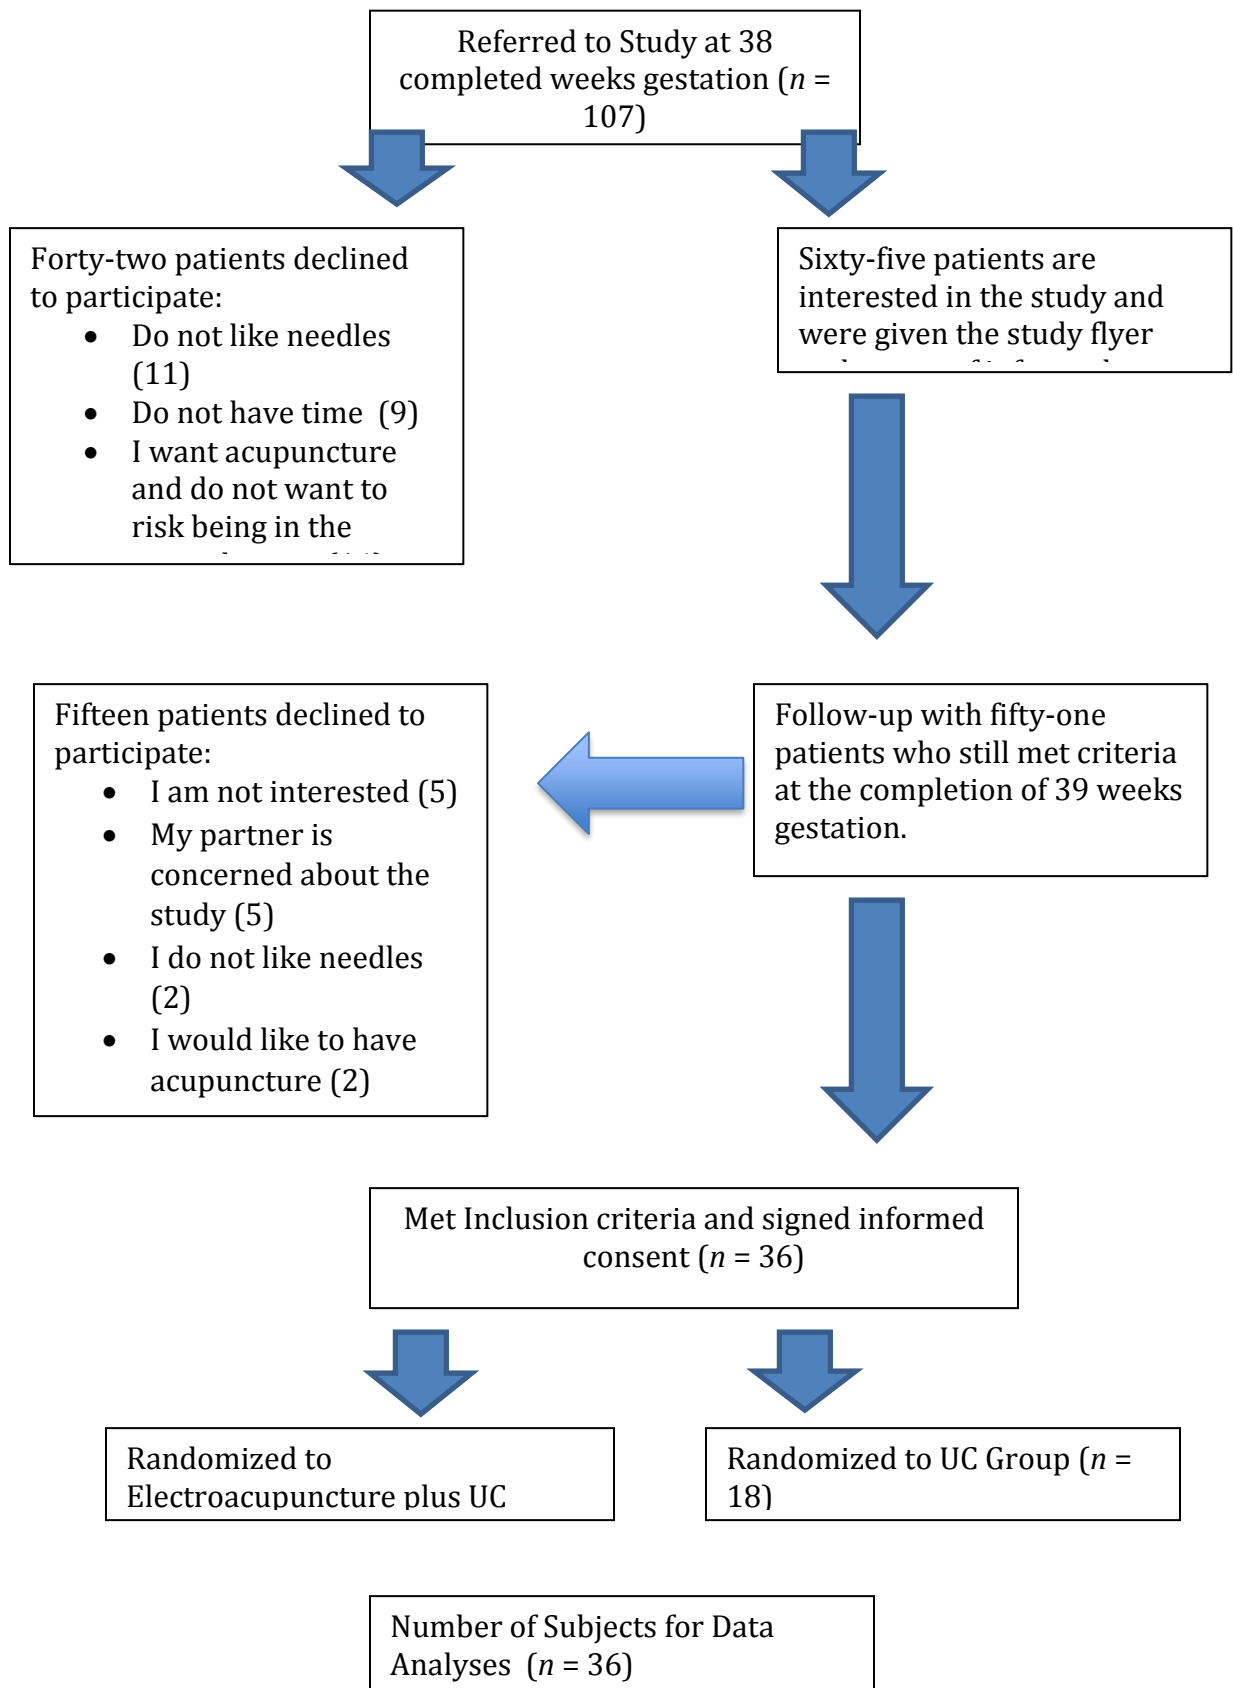 Referred to Study at 38
completed weeks gestation (n =
107)
Forty-two patients declined
to participate:
• Do not like needles
(11)
• Do not have time (9)
• I want acupuncture
and do not want to
risk being in the
Sixty-five patients are
interested in the study and
were given the study flyer
Fifteen patients declined to
participate:
• I am not interested (5)
• My partner is
concerned about the
study (5)
• I do not like needles
(2)
• I would like to have
acupuncture (2)
Follow-up with fifty-one
patients who still met criteria
at the completion of 39 weeks
gestation.
Met Inclusion criteria and signed informed
consent (n = 36)
Randomized to
Electroacupuncture plus UC
Randomized to UC Group (n =
18)
Number of Subjects for Data
Analyses (n = 36)